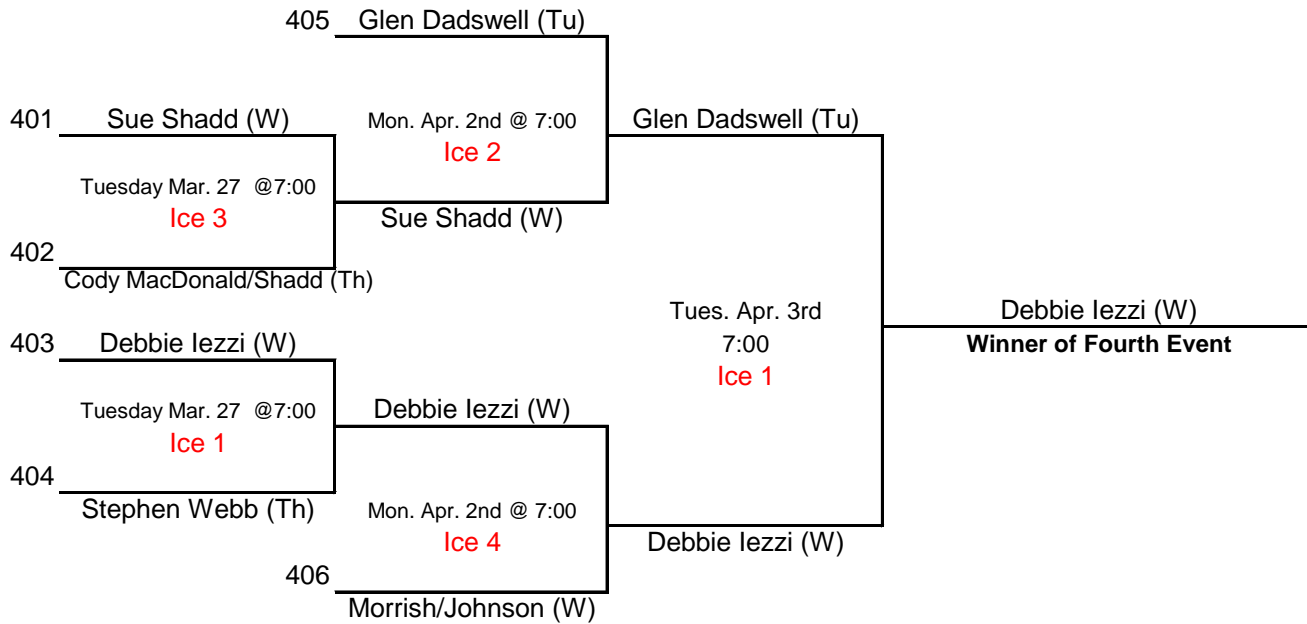 405 Glen Dadswell (Tu)
401 Sue Shadd (W)
Mon. Apr. 2nd @ 7:00
Ice 2
Glen Dadswell (Tu)
Tuesday Mar. 27 @7:00
Ice 3
Sue Shadd (W)
402
Cody MacDonald/Shadd (Th)
Tues. Apr. 3rd
7:00
Ice 1
Debbie Iezzi (W)
Winner of Fourth Event
403 Debbie Iezzi (W)
Tuesday Mar. 27 @7:00
Ice 1
Debbie Iezzi (W)
404
Stephen Webb (Th)
Mon. Apr. 2nd @ 7:00
Ice 4
Debbie Iezzi (W)
406
Morrish/Johnson (W)